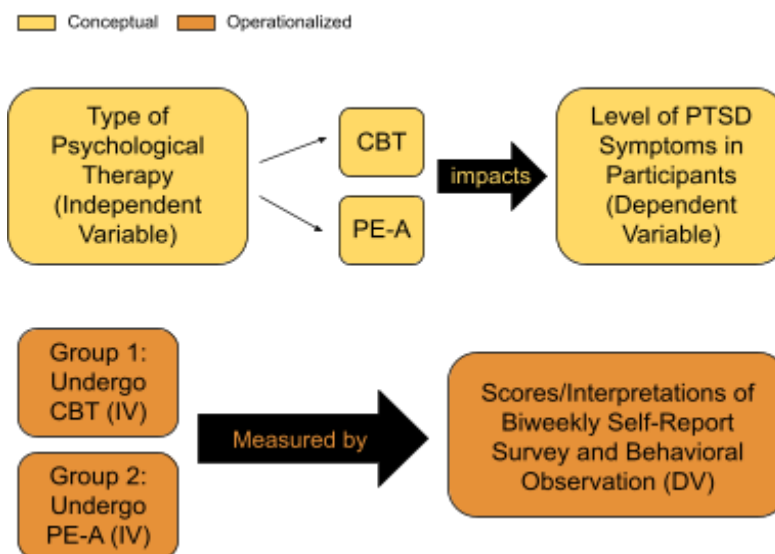 Conceptual Operationalized
Type of
Psychological
Therapy
(Independent
Variable)
CBT
PE-A
impacts
Level of PTSD
Symptoms in
Participants
(Dependent
Variable)
Group 1:
Undergo
CBT (IV)
Group 2:
Undergo
PE-A (IV)
Measured by
Scores/Interpretations of
Biweekly Self-Report
Survey and Behavioral
Observation (DV)